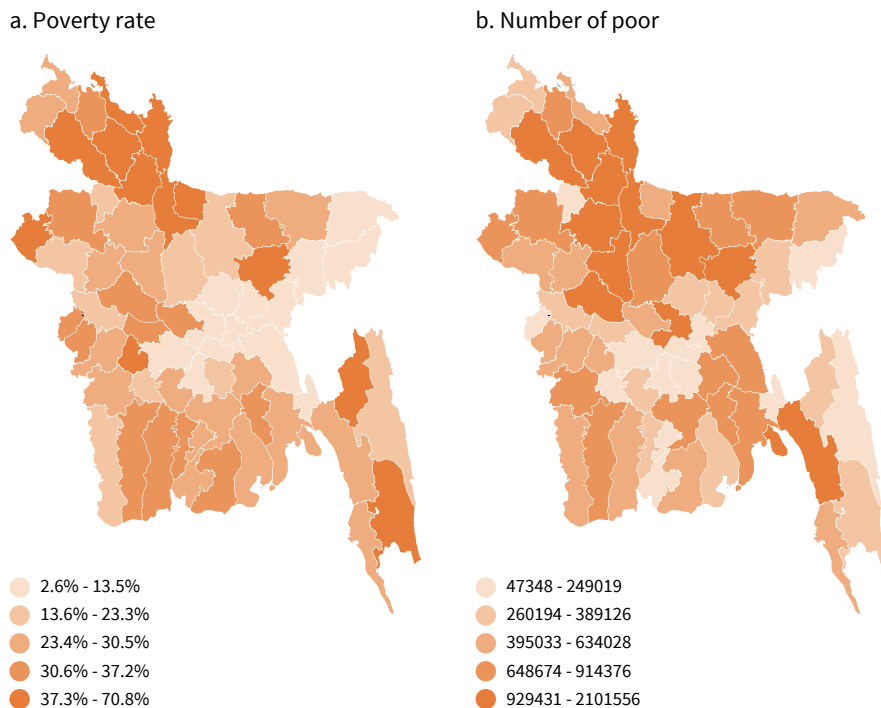 a. Poverty rate
b. Number of poor
2.6% - 13.5%
13.6% - 23.3%
23.4% - 30.5%
30.6% - 37.2%
37.3% - 70.8%
47348 - 249019
260194 - 389126
395033 - 634028
648674 - 914376
929431 - 2101556